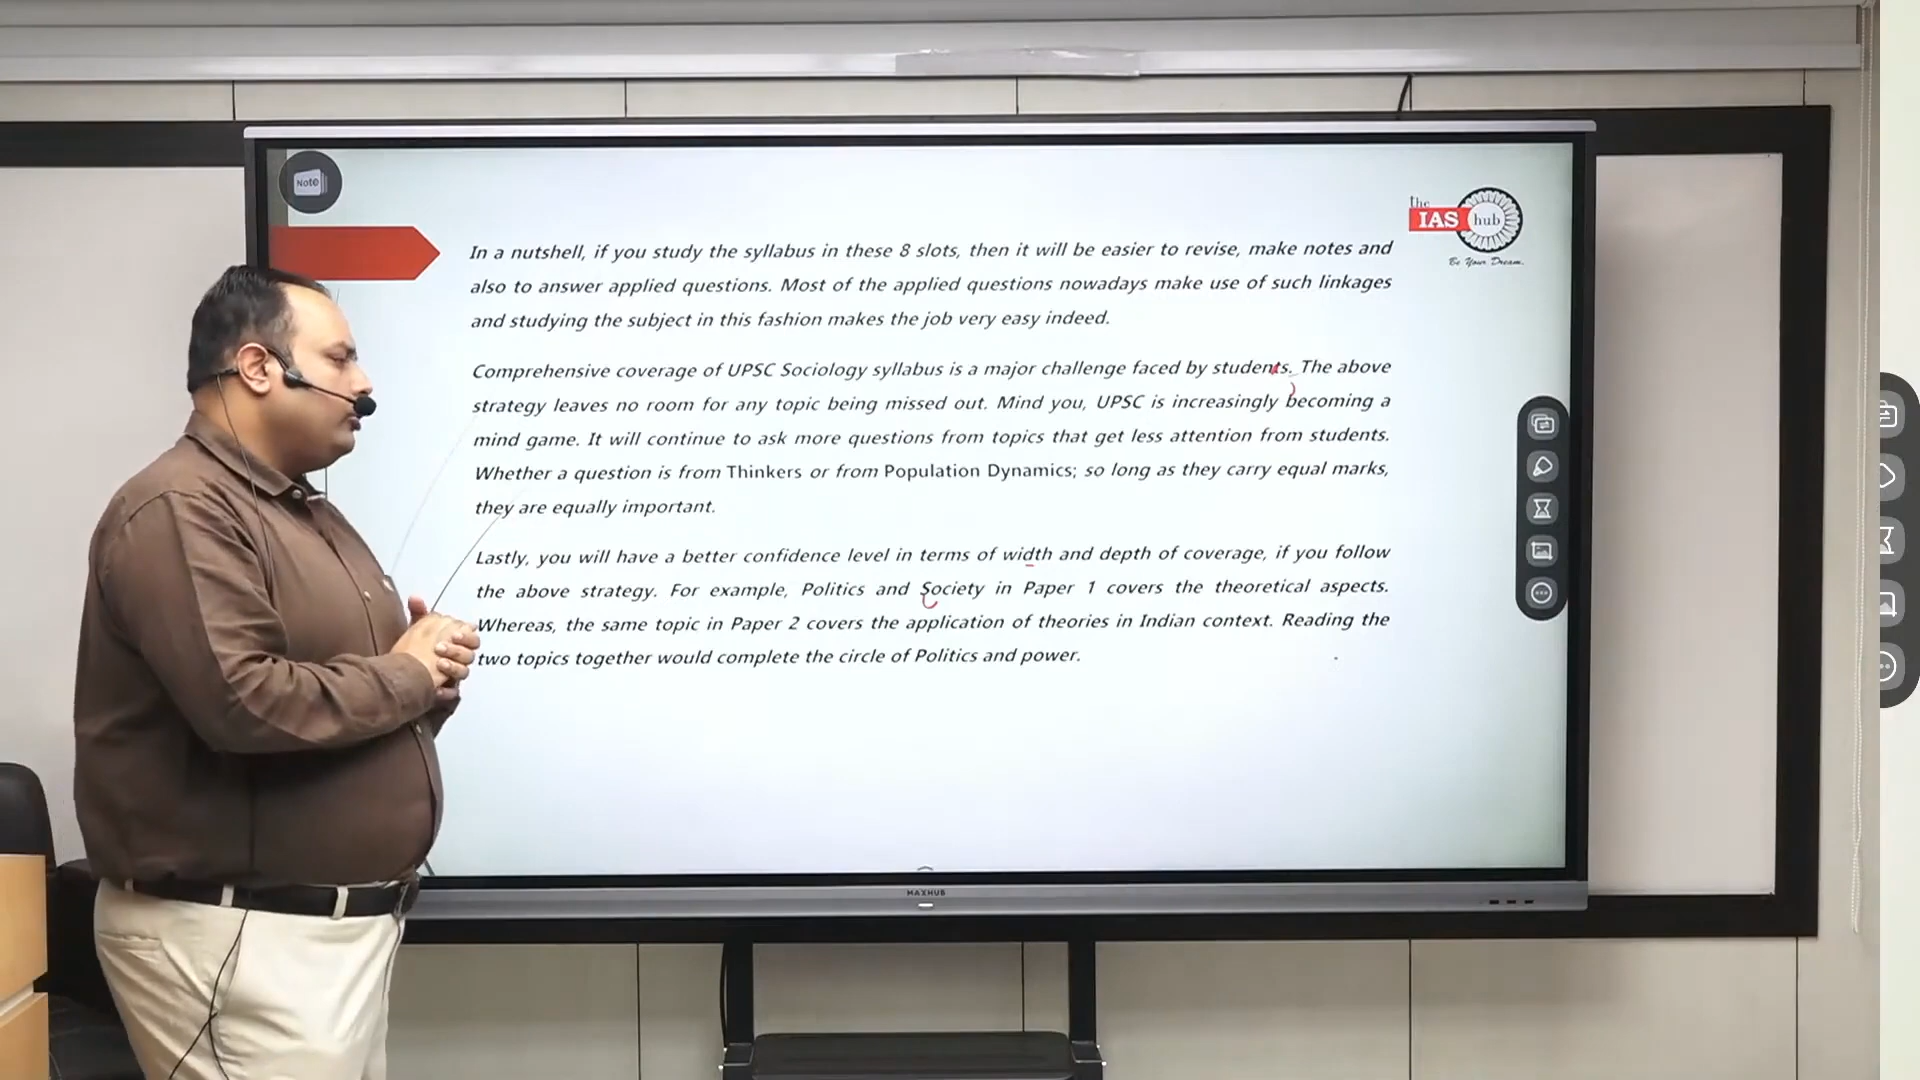 Note
the
IAS hub
Be Your Dream.
In a nutshell, if you study the syllabus in these 8 slots, then it will be easier to revise, make notes and
also to answer applied questions. Most of the applied questions nowadays make use of such linkages
and studying the subject in this fashion makes the job very easy indeed.
Comprehensive coverage of UPSC Sociology syllabus is a major challenge faced by students. The above
strategy leaves no room for any topic being missed out. Mind you, UPSC is increasingly becoming a
mind game. It will continue to ask more questions from topics that get less attention from students.
Whether a question is from Thinkers or from Population Dynamics; so long as they carry equal marks,
they are equally important.
Lastly, you will have a better confidence level in terms of width and depth of coverage, if you follow
the above strategy. For example, Politics and Society in Paper 1 covers the theoretical aspects.
Whereas, the same topic in Paper 2 covers the application of theories in Indian context. Reading the
two topics together would complete the circle of Politics and power.
MAXHUB